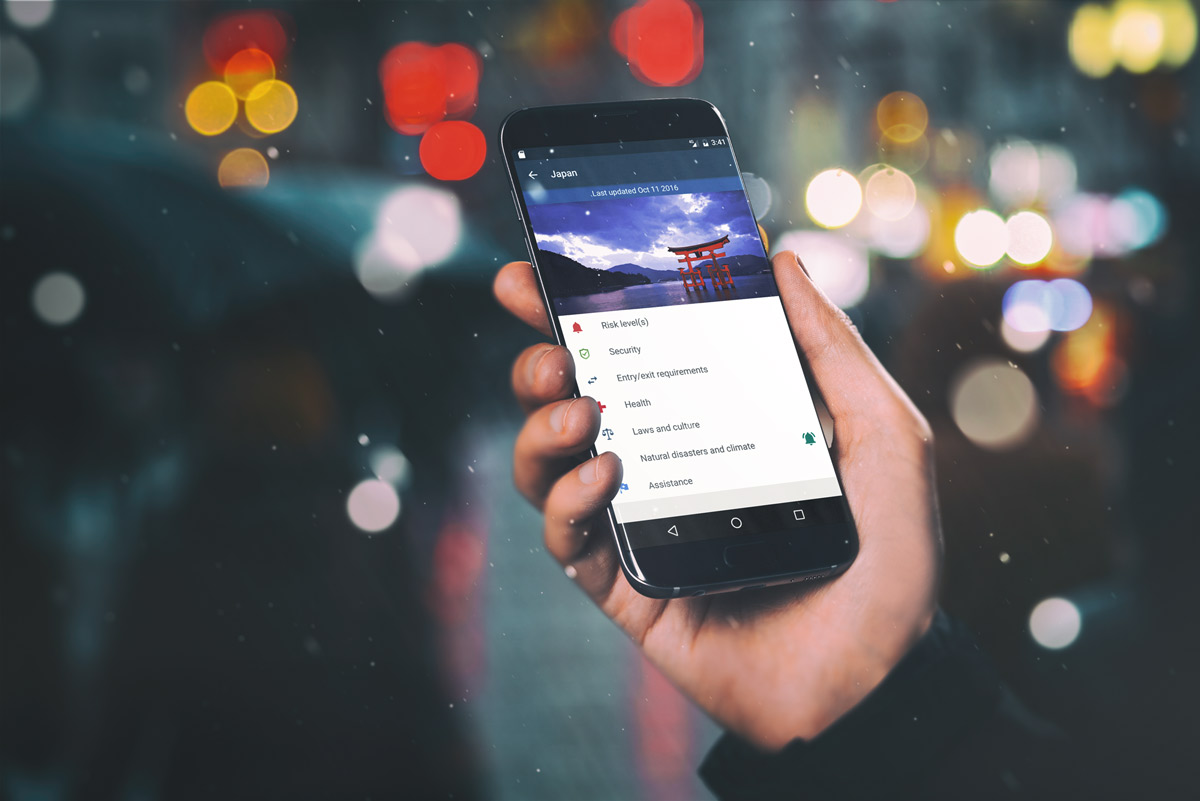 3:41
Japan
Last updated Oct 11 2016
Risk level(s)
Security
Entry/exit requirements
Health
Laws and culture
Natural disasters and climate
Assistance